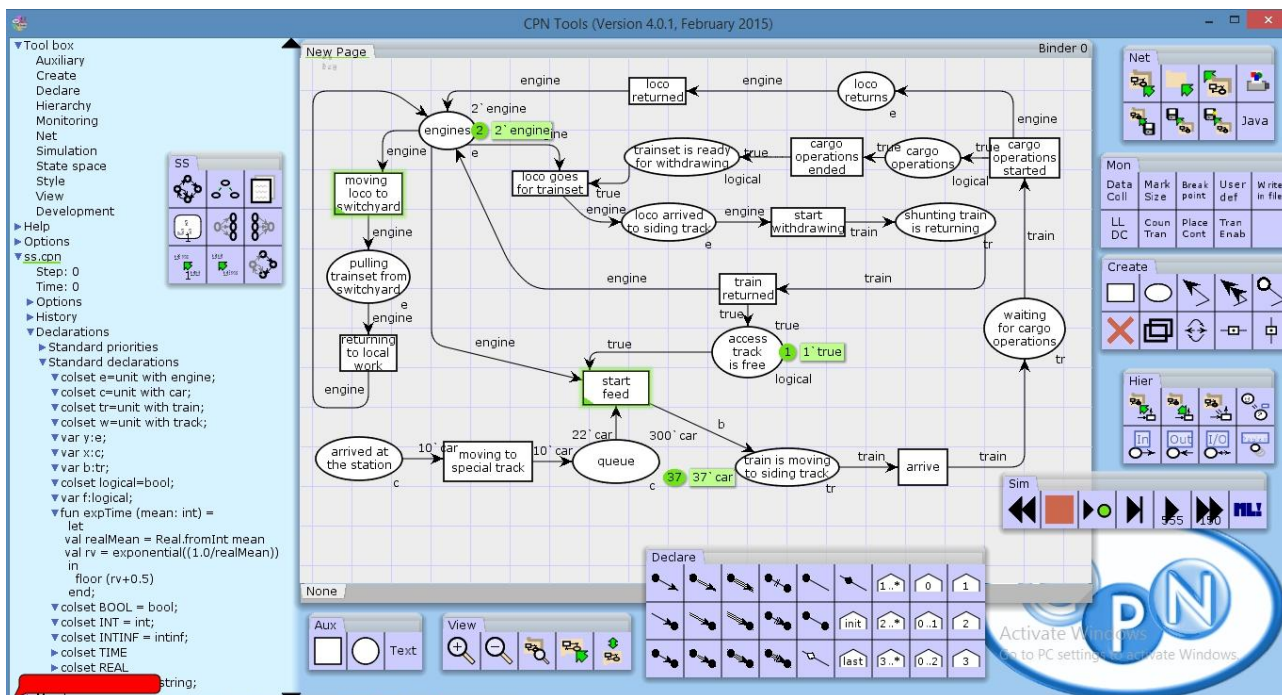 CPN Tools (Version 4.0.1, February 2015)
Tool box
Auxiliary
Create
Declare
Hierarchy
Monitoring
Net
Simulation
State space
Style
View
Development
Help
Options
ss.cpn
Step: 0
Time: 0
Options
History
Declarations
Standard priorities
Standard declarations
colset e=unit with engine;
colset c=unit with car;
colset tr=unit with train;
colset w=unit with track;
var y:e;
var x:c;
var b:tr;
colset logical=bool;
var f:logical;
fun expTime (mean: int) =
let
val realMean = Real.fromInt mean
val rv = exponential((1.0/realMean))
in
floor (rv+0.5)
end;
colset BOOL = bool;
colset INT = int;
colset INTINF = intinf;
colset TIME
colset REAL
string;
SS
New Page
Binder 0
engine
loco
returned
engine
loco
returns
e
engine
2`engine
engines
2
2`engine
e
engine
moving
loco to
switchyard
engine
pulling
trainset from
switchyard
e
engine
returning
to local
work
engine
loco goes
for trainset
true
trainset is ready
for withdrawing
logical
true
cargo
operations
ended
true
cargo
operations
logical
true
cargo
operations
started
engine
loco arrived
to siding track
e
engine
start
withdrawing
train
shunting train
is returning
tr
train
engine
train
returned
train
true
true
access
track
is free
1
1`true
logical
true
engine
start
feed
waiting
for cargo
operations
tr
b
22`car
300`car
arrived at
the station
c
10`car
moving to
special track
10`car
queue
c
37
37`car
train is moving
to siding track
tr
train
arrive
train
None
Net
Java
Mon
Data
Coll
Mark
Size
Break
point
User
def
Write
in file
LL
DC
Coun
Tran
Place
Cont
Tran
Enab
Create
Hier
In
Out
I/O
Sim
555
150
ML!
Declare
1..*
0
1
init
2..*
0..1
2
last
3..*
0..2
3
Aux
Text
View
CPN
Activate Windows
Go to PC settings to activate Windows.